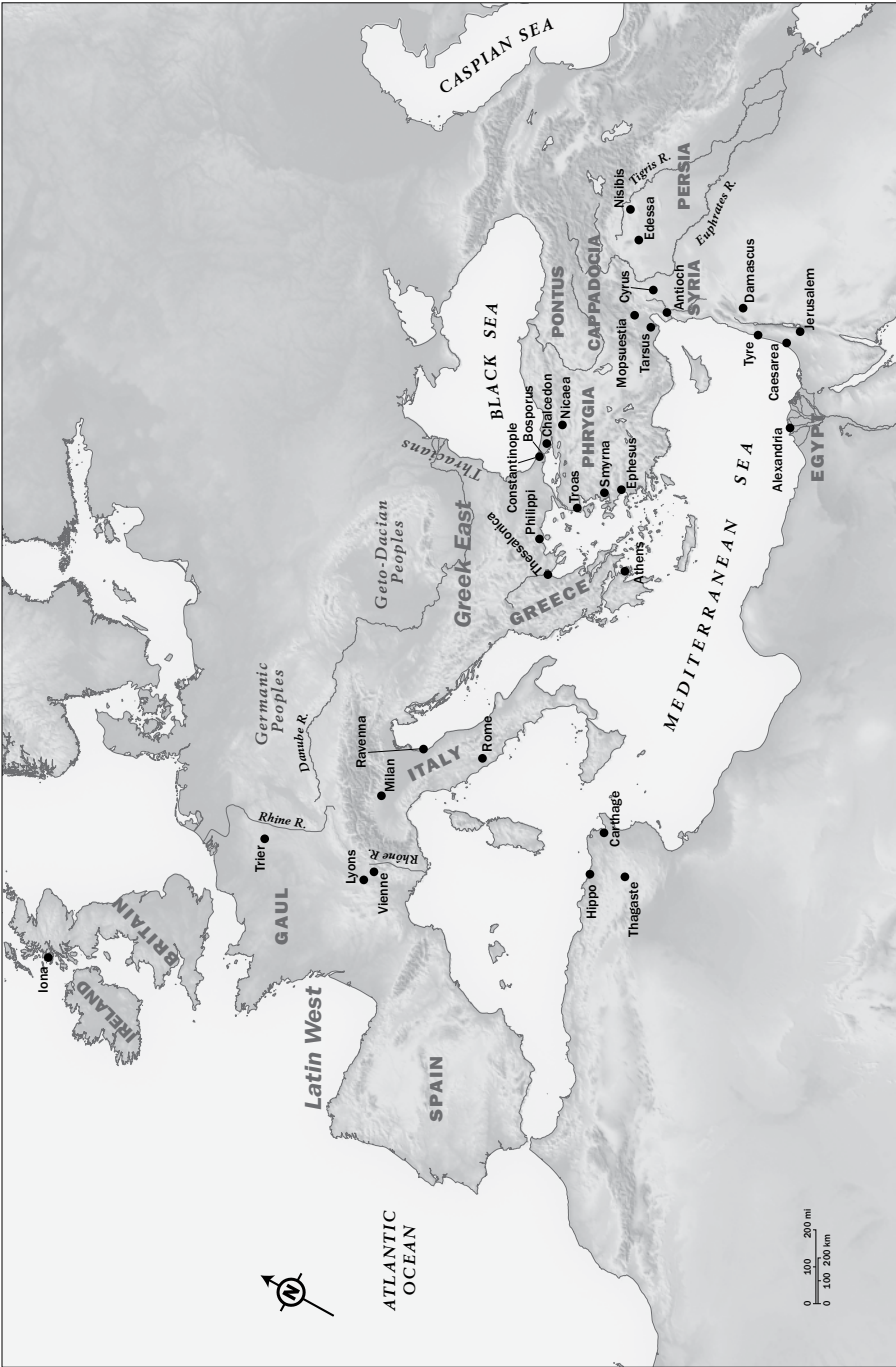 CASPIAN SEA
BLACK SEA
MEDITERRANEAN SEA
ATLANTIC
OCEAN
Latin West
Greek East
IRELAND
BRITAIN
Iona
GAUL
SPAIN
ITALY
GREECE
Germanic
Peoples
Geto-Dacian
Peoples
Thracians
Danube R.
Rhine R.
Rhône R.
Trier
Lyons
Vienne
Milan
Ravenna
Rome
Carthage
Hippo
Thagaste
Thessalonica
Philippi
Constantinople
Bosporus
Chalcedon
Nicaea
Troas
Smyrna
Ephesus
Athens
PHRYGIA
PONTUS
CAPPADOCIA
Mopsuestia
Tarsus
Cyrus
Antioch
SYRIA
Nisibis
Edessa
Tigris R.
PERSIA
Euphrates R.
Damascus
Tyre
Caesarea
Jerusalem
Alexandria
EGYPT
N
0 100 200 mi
0 100 200 km